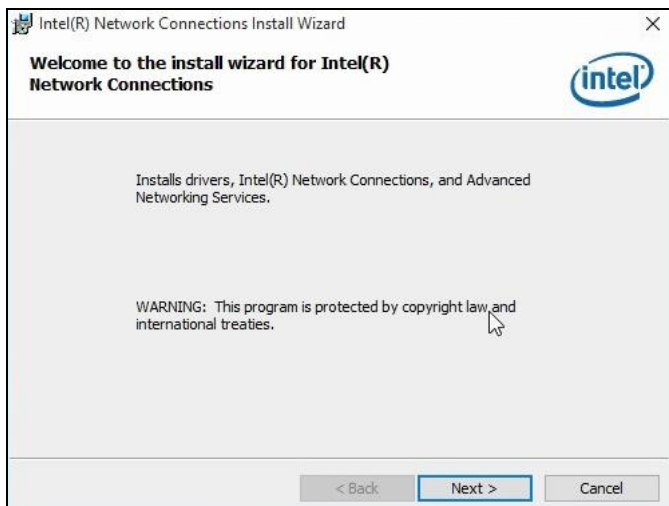 Intel(R) Network Connections Install Wizard
Welcome to the install wizard for Intel(R)
Network Connections
intel
Installs drivers, Intel(R) Network Connections, and Advanced
Networking Services.
WARNING:  This program is protected by copyright law and
international treaties.
< Back
Next >
Cancel